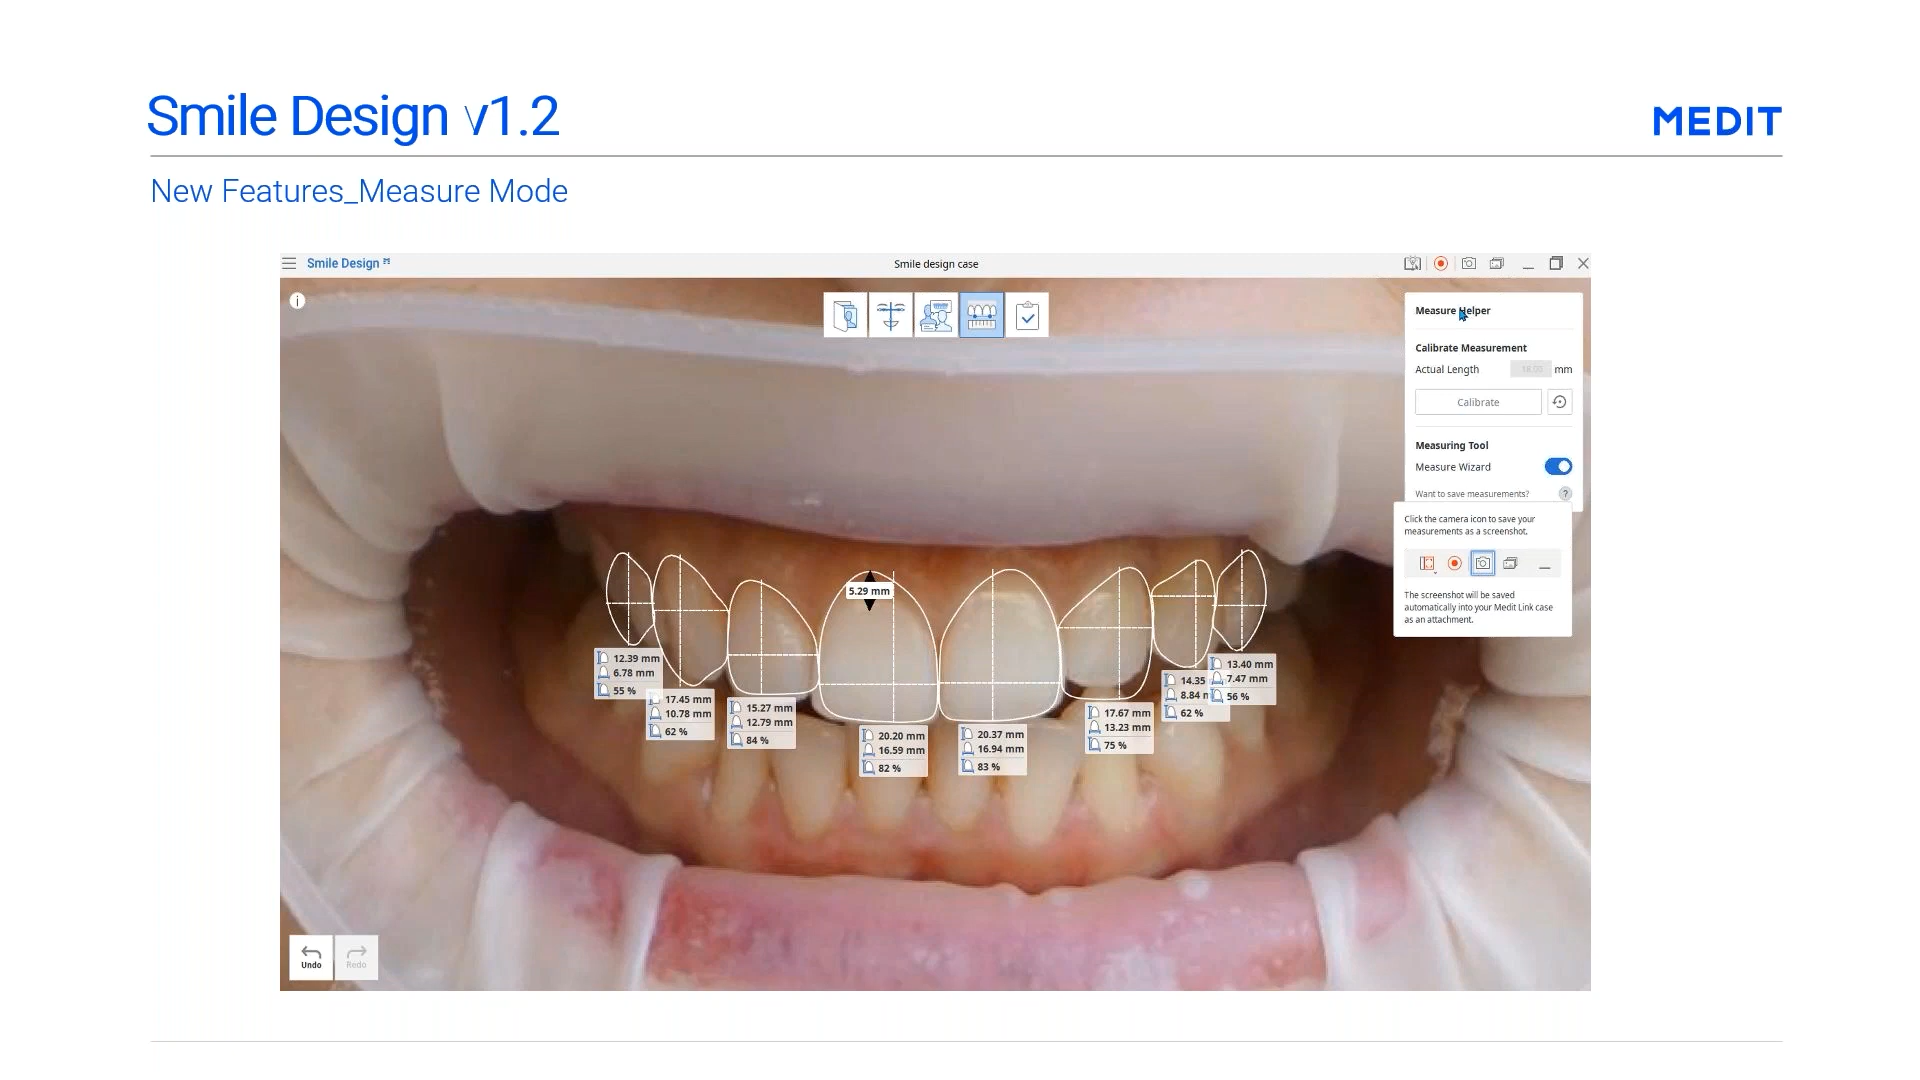 Smile Design v1.2
MEDIT
New Features_Measure Mode
Smile Design
Smile design case
Measure Helper
Calibrate Measurement
Actual Length 18.00 mm
Calibrate
Measuring Tool
Measure Wizard
Want to save measurements? ?
Click the camera icon to save your
measurements as a screenshot.
The screenshot will be saved
automatically into your Medit Link case
as an attachment.
5.29 mm
12.39 mm
6.78 mm
55 %
17.45 mm
10.78 mm
62 %
15.27 mm
12.79 mm
84 %
20.20 mm
16.59 mm
82 %
20.37 mm
16.94 mm
83 %
17.67 mm
13.23 mm
75 %
14.35
8.84
62 %
13.40 mm
7.47 mm
56 %
Undo
Redo